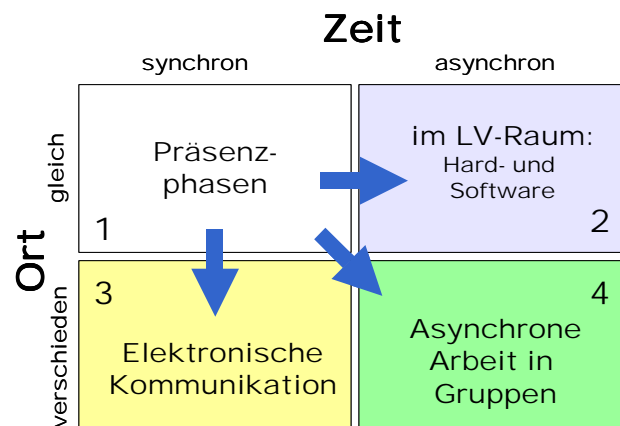 Zeit
synchron
asynchron
Ort
gleich
Präsenz-
phasen
1
im LV-Raum:
Hard- und
Software
2
verschieden
3
Elektronische
Kommunikation
4
Asynchrone
Arbeit in
Gruppen